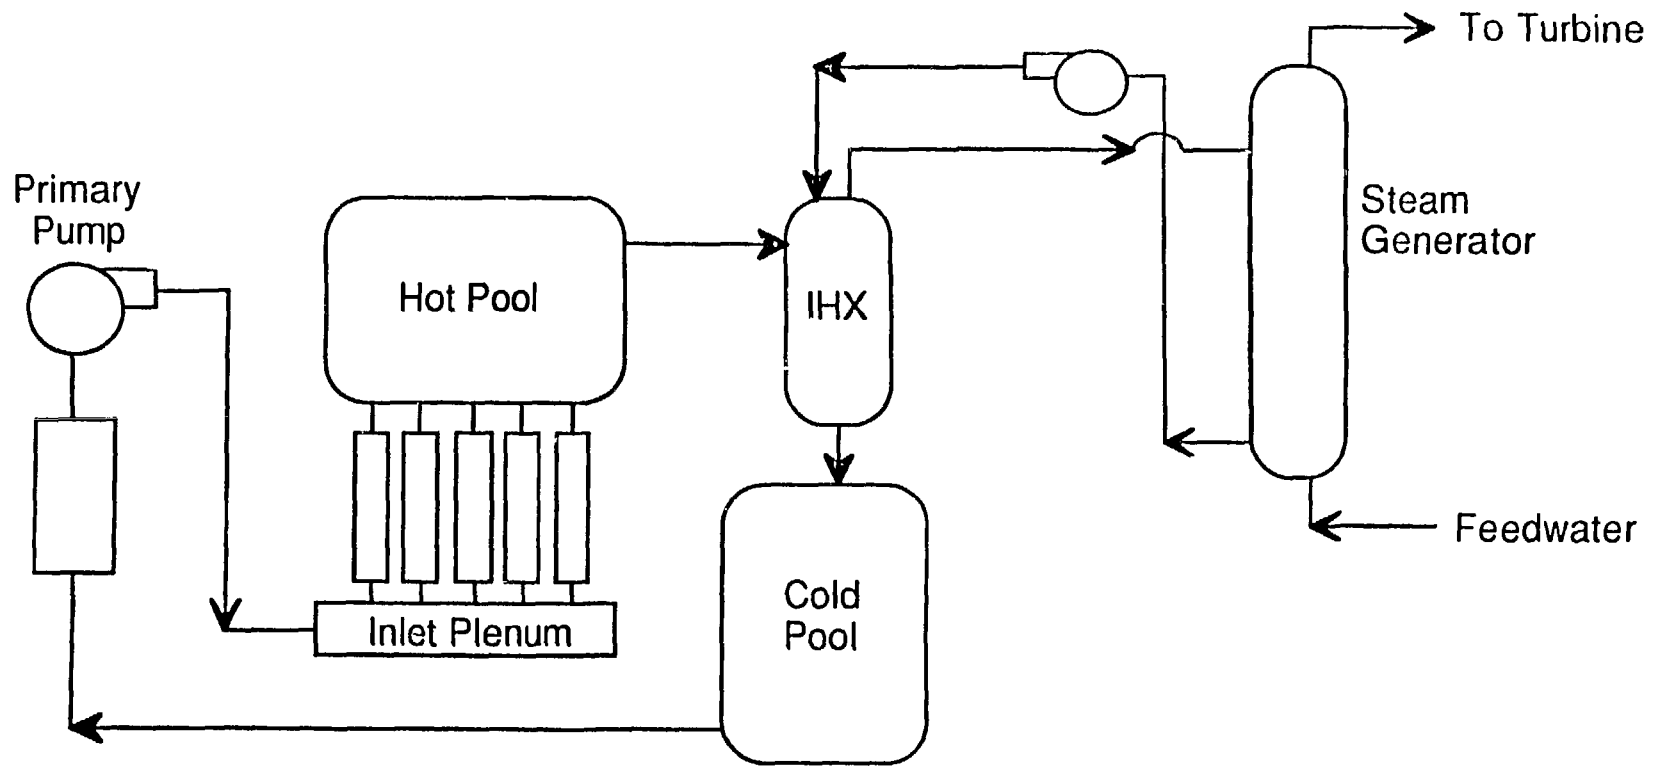 To Turbine
Primary
Pump
Steam
Generator
Hot Pool
IHX
Feedwater
Cold
Pool
Inlet Plenum